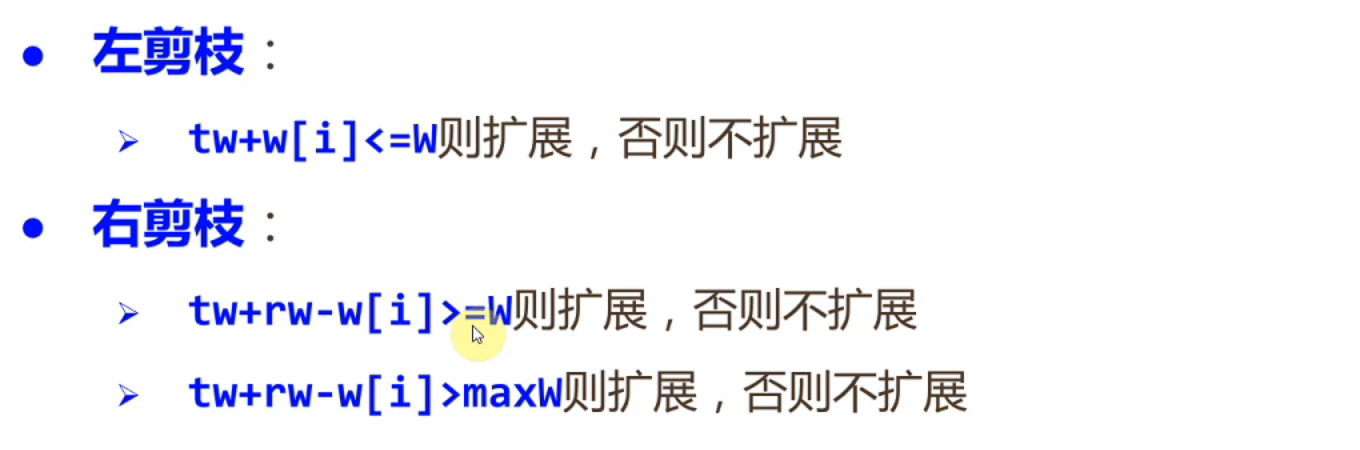 ● 左剪枝：
➢ tw+w[i]<=W则扩展，否则不扩展
● 右剪枝：
➢ tw+rw-w[i]>=W则扩展，否则不扩展
➢ tw+rw-w[i]>maxW则扩展，否则不扩展